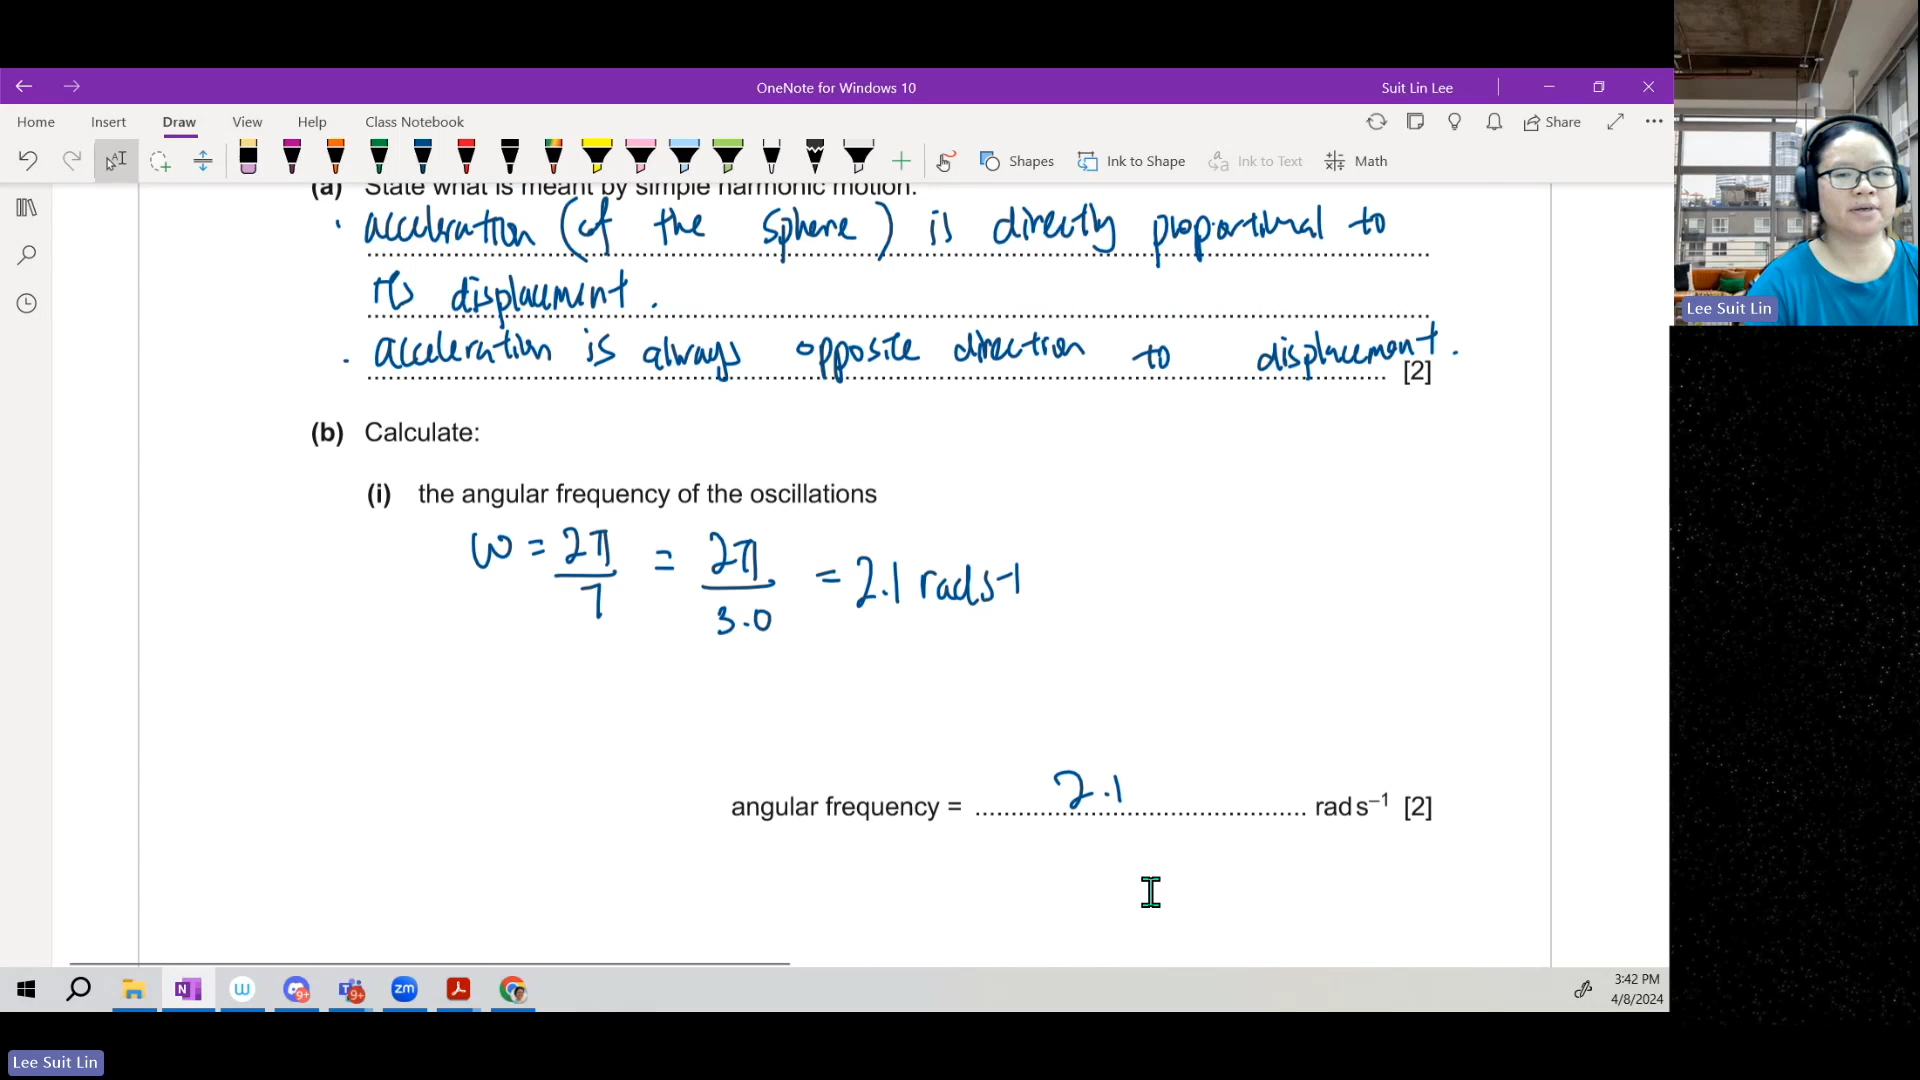 OneNote for Windows 10
Suit Lin Lee
Home Insert Draw View Help Class Notebook
Share
Shapes Ink to Shape Ink to Text Math
(a) State what is meant by simple harmonic motion.
· acceleration (of the sphere) is directly proportional to
its displacement.
· acceleration is always opposite direction to displacement.
[2]
(b) Calculate:
(i) the angular frequency of the oscillations
ω = 2π/T = 2π/3.0 = 2.1 rads-1
angular frequency = 2.1 rad s⁻¹ [2]
Lee Suit Lin
3:42 PM
4/8/2024
Lee Suit Lin